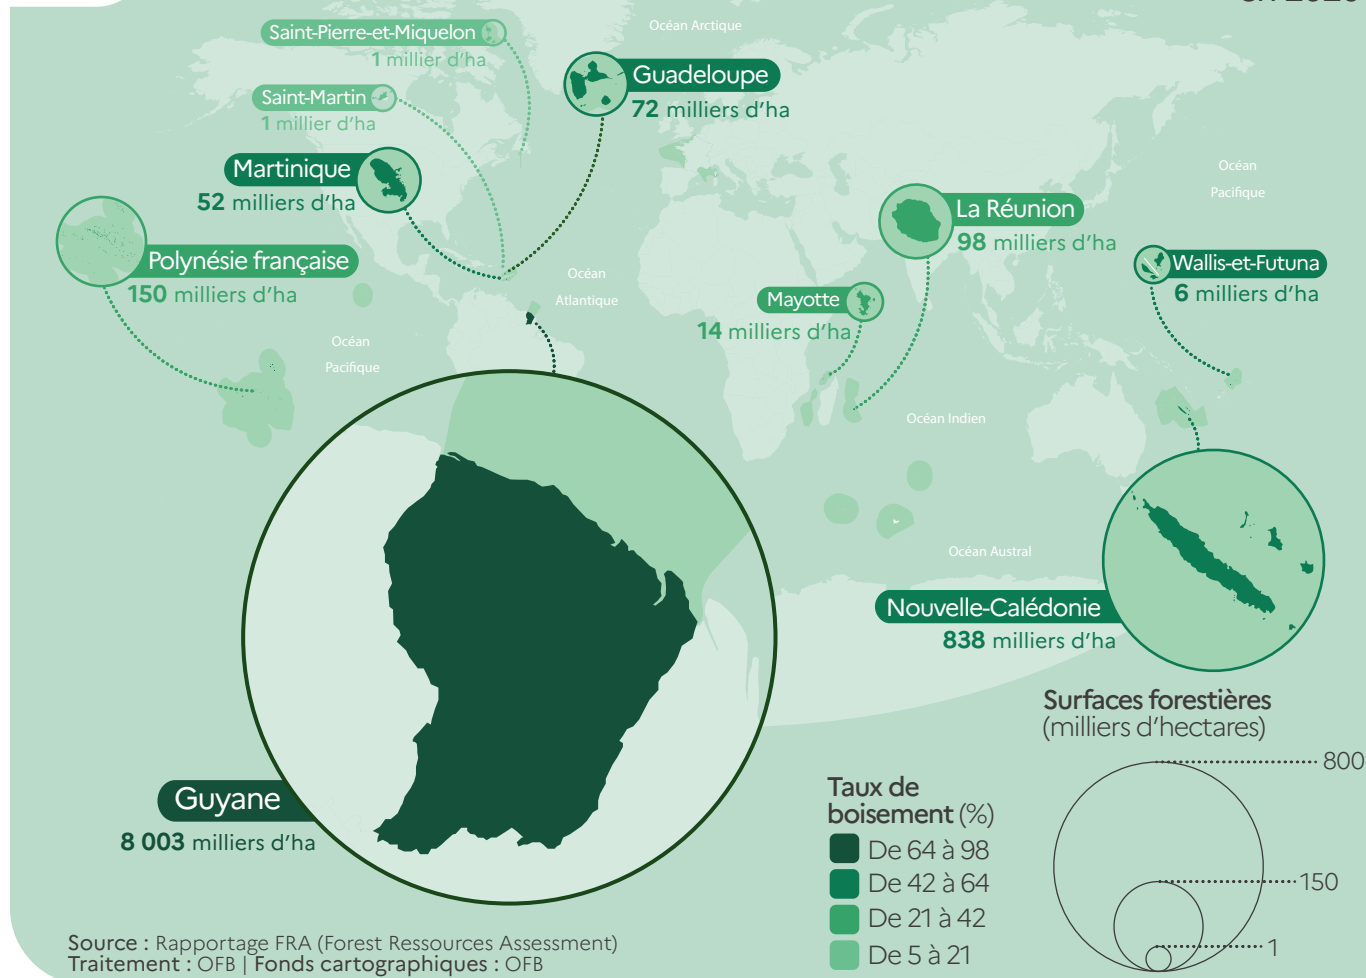 Océan Arctique
Saint-Pierre-et-Miquelon
1 millier d'ha
Guadeloupe
72 milliers d'ha
Saint-Martin
1 millier d'ha
Martinique
52 milliers d'ha
Océan
Pacifique
La Réunion
98 milliers d'ha
Polynésie française
150 milliers d'ha
Wallis-et-Futuna
6 milliers d'ha
Océan
Atlantique
Mayotte
14 milliers d'ha
Océan
Pacifique
Océan Indien
Océan Austral
Nouvelle-Calédonie
838 milliers d'ha
Guyane
8 003 milliers d'ha
Surfaces forestières
(milliers d'hectares)
800
150
1
Taux de
boisement (%)
De 64 à 98
De 42 à 64
De 21 à 42
De 5 à 21
Source : Rapportage FRA (Forest Ressources Assessment)
Traitement : OFB | Fonds cartographiques : OFB